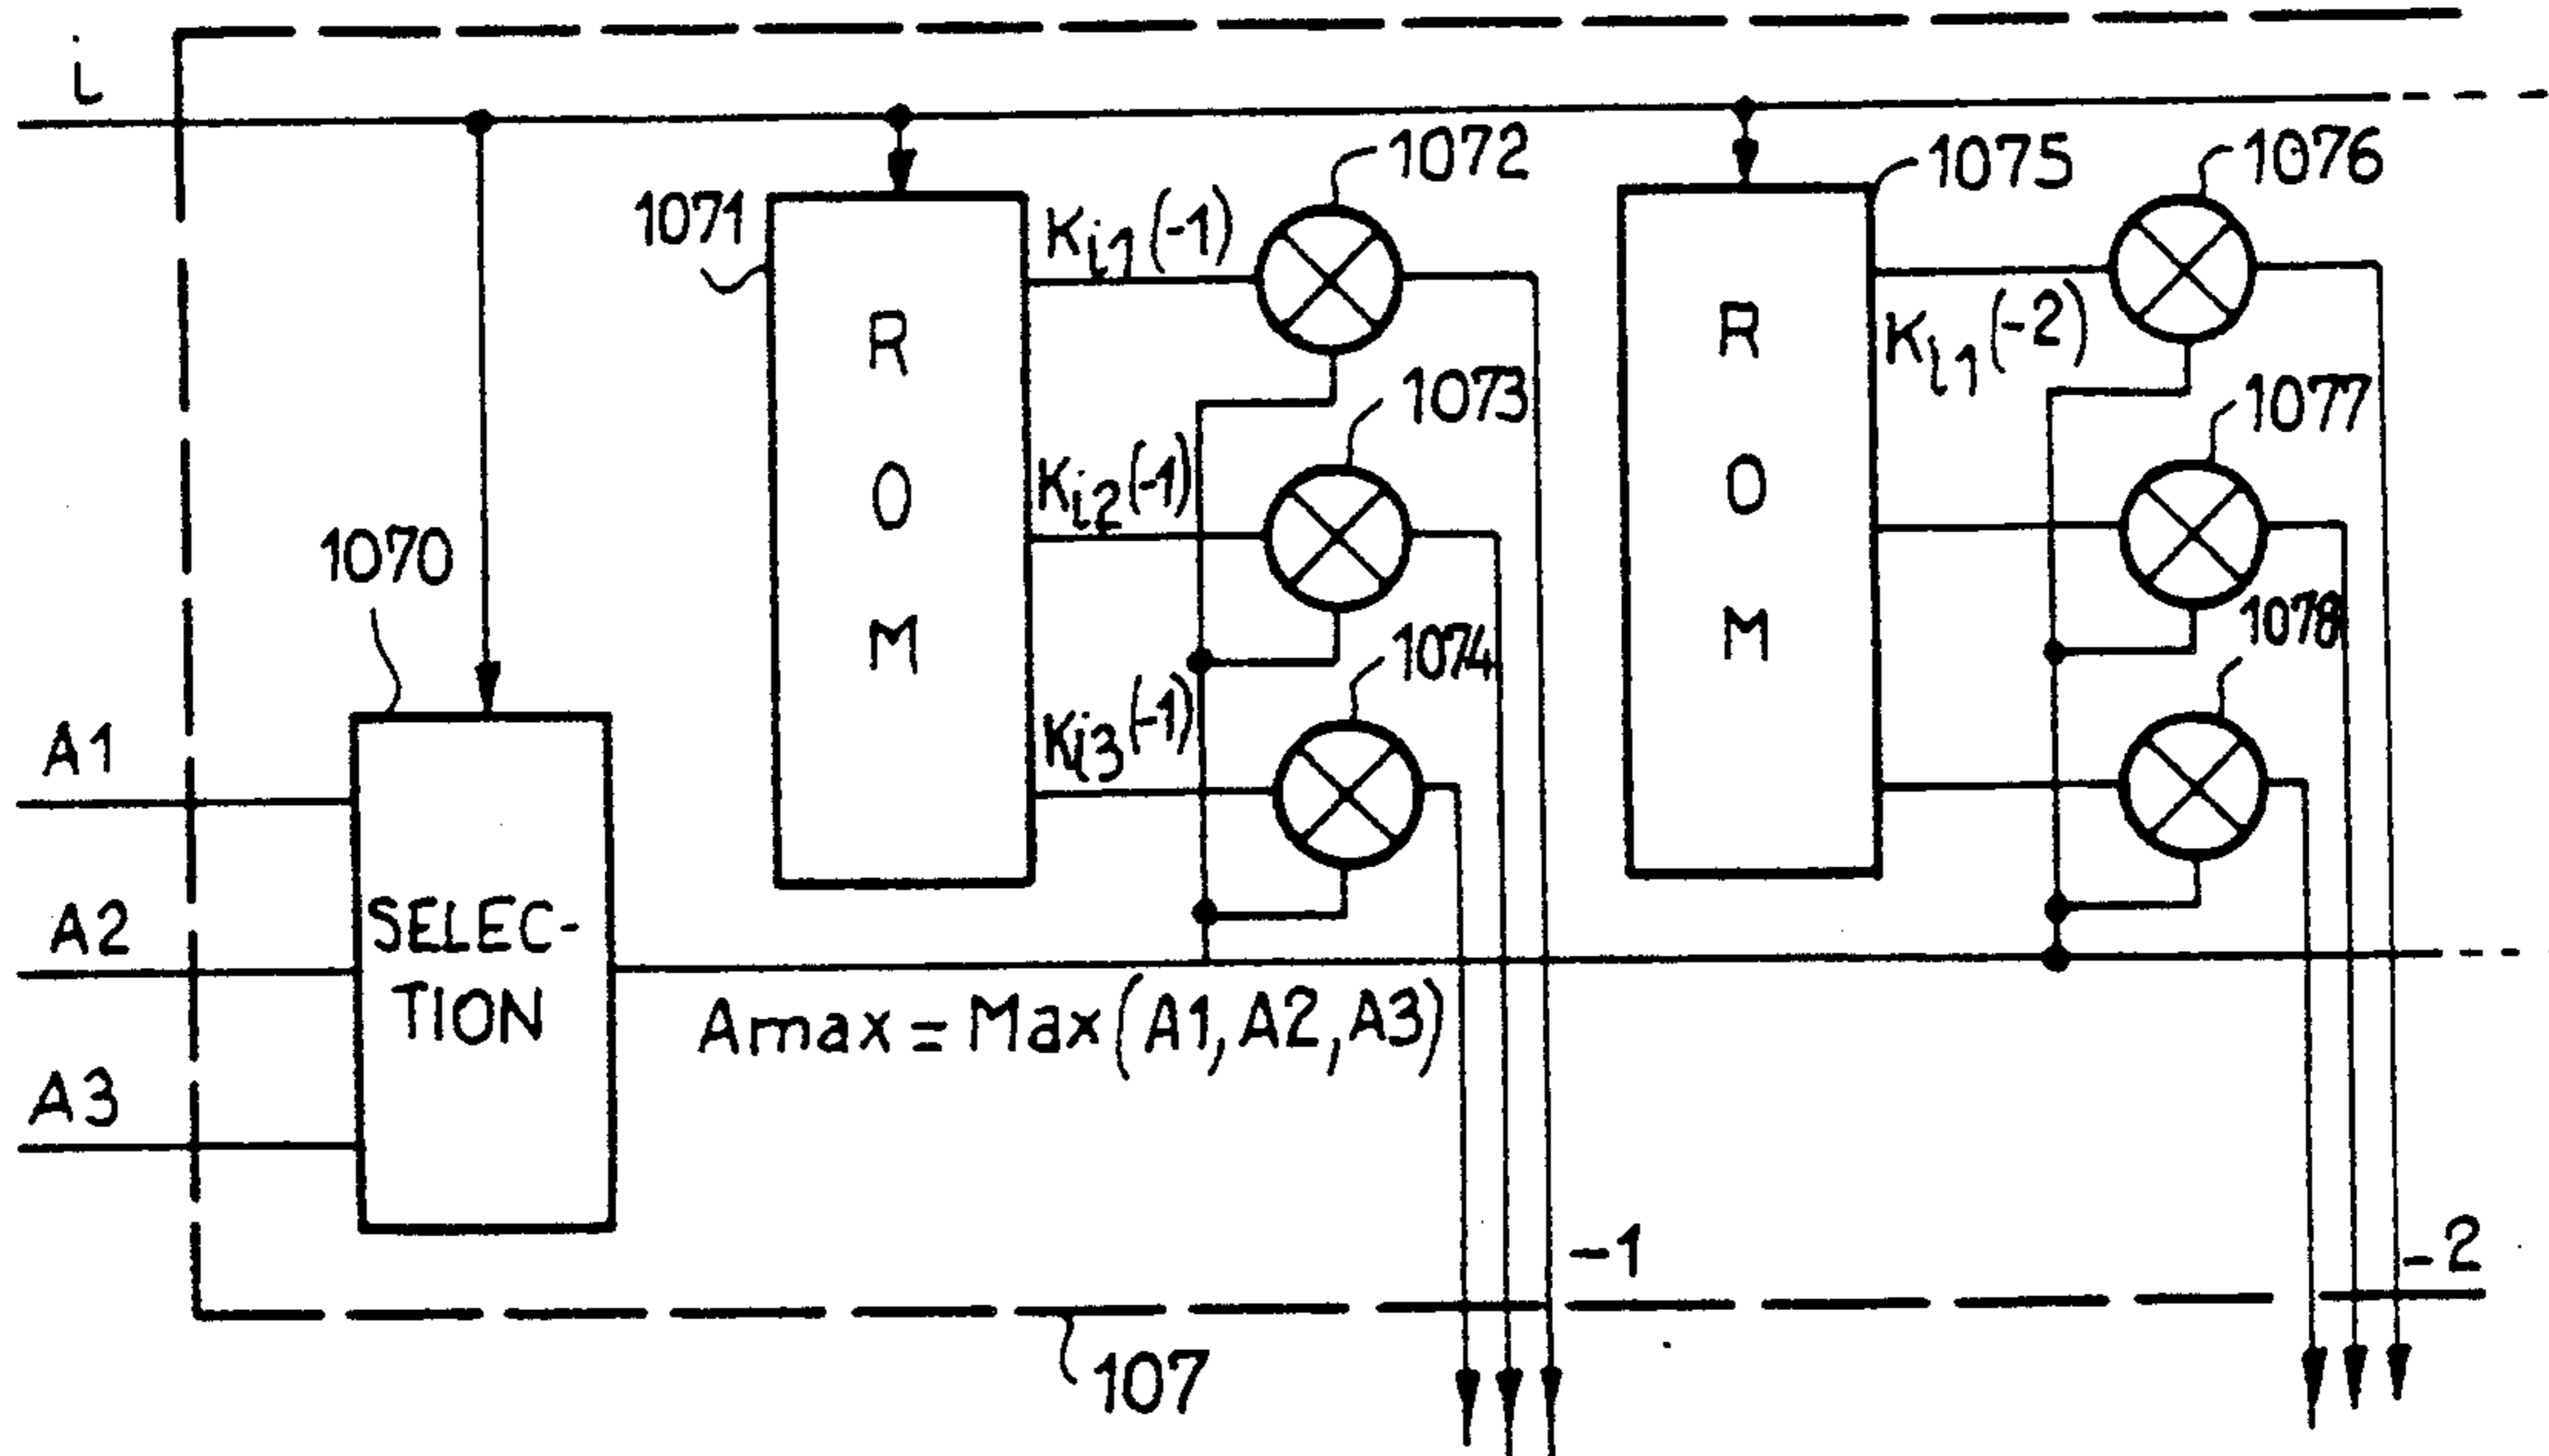 i
1072
1075
1076
1071
Ki1(-1)
R
O
M
R
O
M
Ki1(-2)
1073
1077
Ki2(-1)
1070
1074
1078
Ki3(-1)
A1
A2
A3
SELEC-
TION
Amax = Max(A1, A2, A3)
-1
-2
107